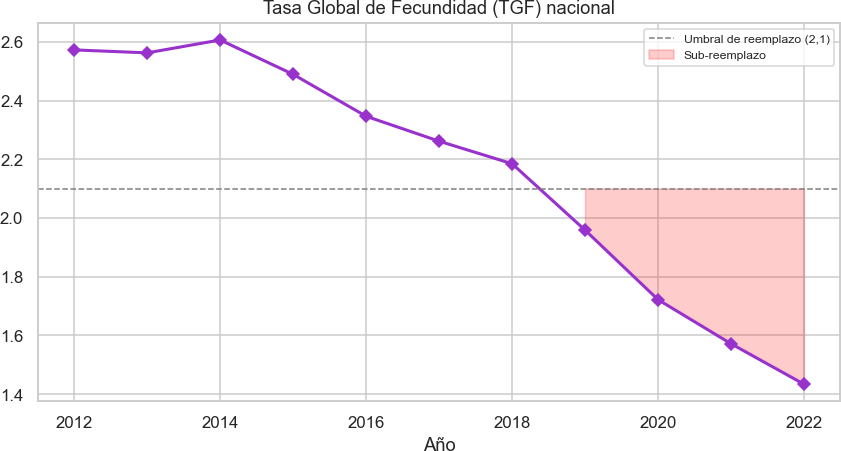 Tasa Global de Fecundidad (TGF) nacional
Umbral de reemplazo (2,1)
Sub-reemplazo
2.6
2.4
2.2
2.0
1.8
1.6
1.4
2012 2014 2016 2018 2020 2022
Año